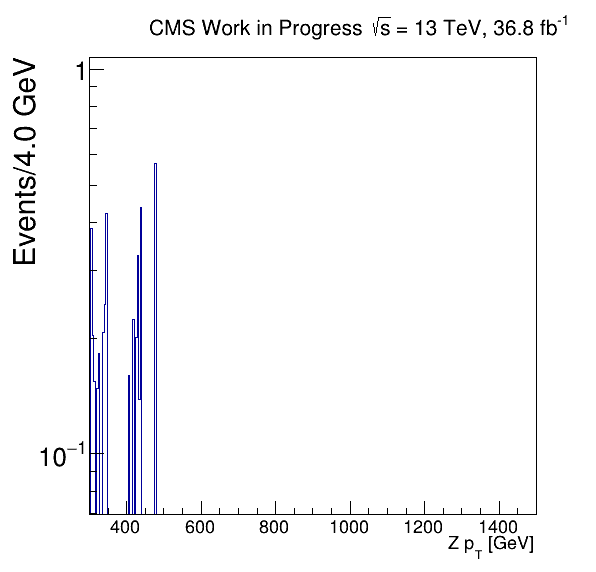 CMS Work in Progress √s = 13 TeV, 36.8 fb⁻¹
Events/4.0 GeV
1
10⁻¹
400 600 800 1000 1200 1400
Z p_T [GeV]